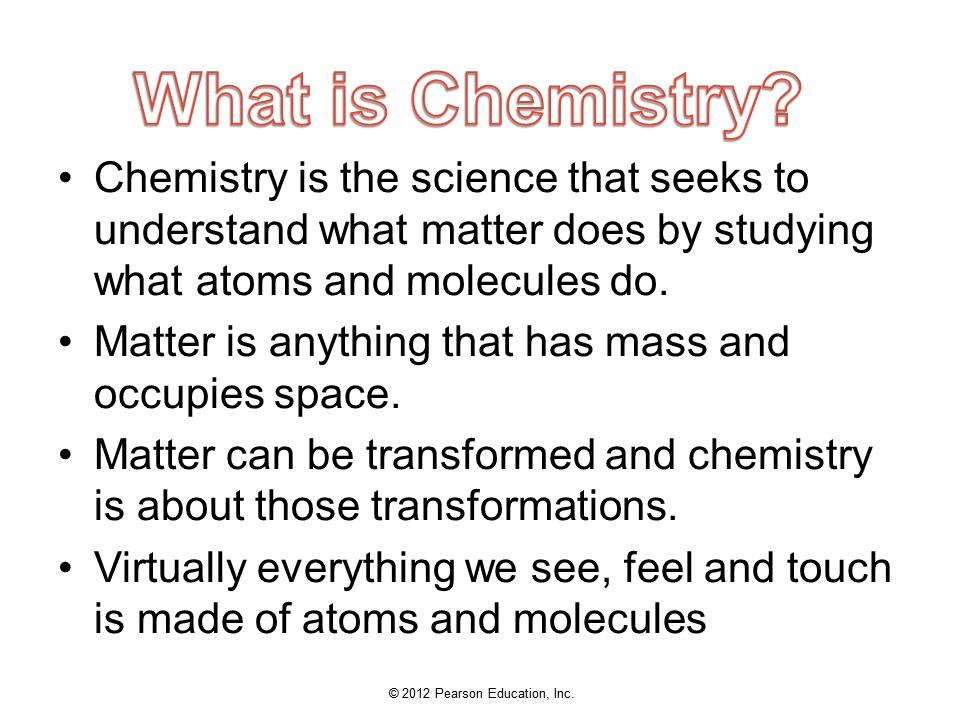 What is Chemistry?
• Chemistry is the science that seeks to
understand what matter does by studying
what atoms and molecules do.
• Matter is anything that has mass and
occupies space.
• Matter can be transformed and chemistry
is about those transformations.
• Virtually everything we see, feel and touch
is made of atoms and molecules
© 2012 Pearson Education, Inc.